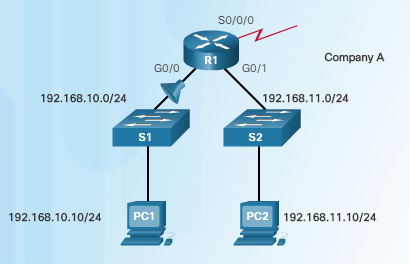 S0/0/0
R1
Company A
G0/0
G0/1
192.168.10.0/24
192.168.11.0/24
S1
S2
192.168.10.10/24
PC1
PC2
192.168.11.10/24